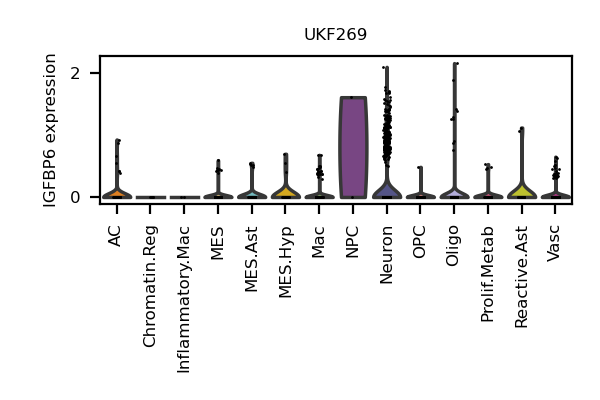 UKF269
IGFBP6 expression
2
0
AC
Chromatin.Reg
Inflammatory.Mac
MES
MES.Ast
MES.Hyp
Mac
NPC
Neuron
OPC
Oligo
Prolif.Metab
Reactive.Ast
Vasc